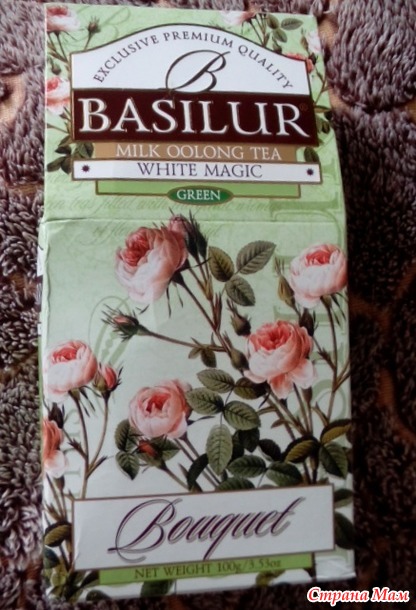 EXCLUSIVE PREMIUM QUALITY
B
BASILUR
MILK OOLONG TEA
WHITE MAGIC
GREEN
Bouquet
NET WEIGHT 100g/3.53oz
Страна Мам